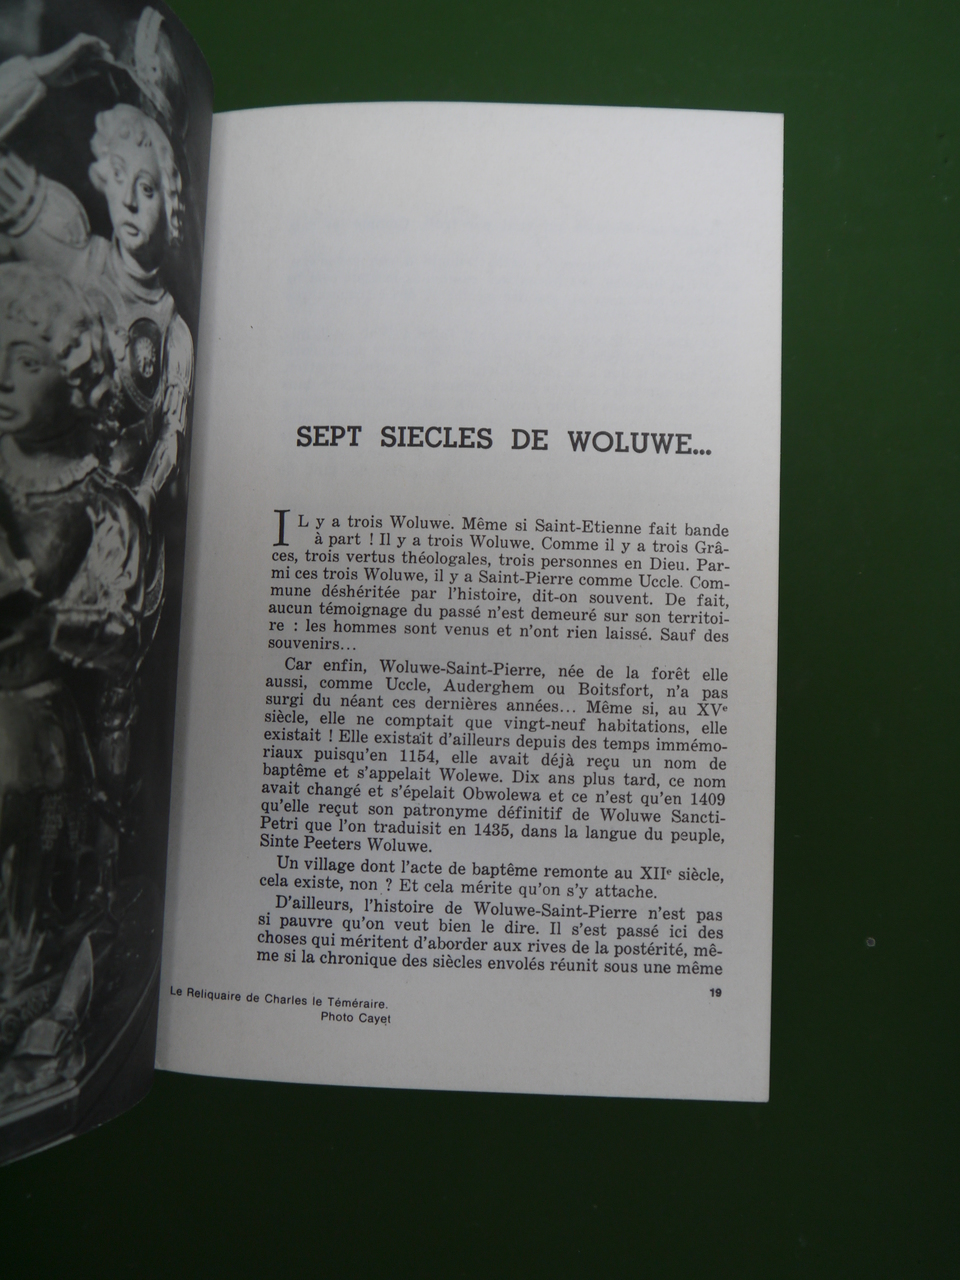 SEPT SIECLES DE WOLUWE...
IL y a trois Woluwe. Même si Saint-Etienne fait bande
à part ! Il y a trois Woluwe. Comme il y a trois Grâ-
ces, trois vertus théologales, trois personnes en Dieu. Par-
mi ces trois Woluwe, il y a Saint-Pierre comme Uccle. Com-
mune déshéritée par l'histoire, dit-on souvent. De fait,
aucun témoignage du passé n'est demeuré sur son territoi-
re : les hommes sont venus et n'ont rien laissé. Sauf des
souvenirs...
Car enfin, Woluwe-Saint-Pierre, née de la forêt elle
aussi, comme Uccle, Auderghem ou Boitsfort, n'a pas
surgi du néant ces dernières années... Même si, au XVe
siècle, elle ne comptait que vingt-neuf habitations, elle
existait ! Elle existait d'ailleurs depuis des temps immémo-
riaux puisqu'en 1154, elle avait déjà reçu un nom de
baptême et s'appelait Wolewe. Dix ans plus tard, ce nom
avait changé et s'épelait Obwolewa et ce n'est qu'en 1409
qu'elle reçut son patronyme définitif de Woluwe Sancti-
Petri que l'on traduisit en 1435, dans la langue du peuple,
Sinte Peeters Woluwe.
Un village dont l'acte de baptême remonte au XIIe siècle,
cela existe, non ? Et cela mérite qu'on s'y attache.
D'ailleurs, l'histoire de Woluwe-Saint-Pierre n'est pas
si pauvre qu'on veut bien le dire. Il s'est passé ici des
choses qui méritent d'aborder aux rives de la postérité, mê-
me si la chronique des siècles envolés réunit sous une même
19
Le Reliquaire de Charles le Téméraire.
Photo Cayet